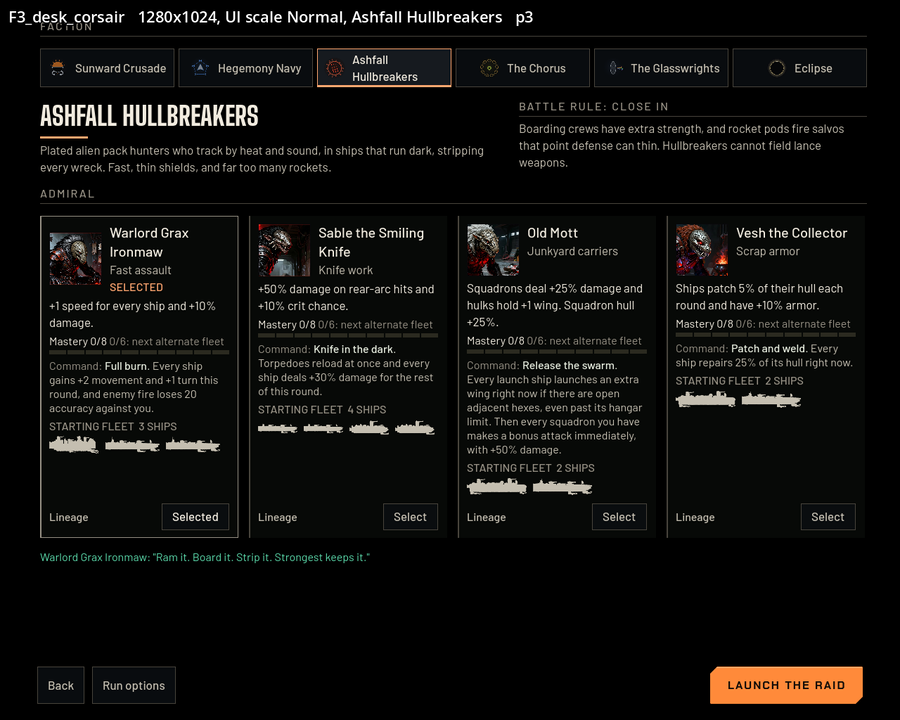 F3_desk_corsair 1280x1024, UI scale Normal, Ashfall Hullbreakers p3
FACTION
Sunward Crusade
Hegemony Navy
Ashfall
Hullbreakers
The Chorus
The Glasswrights
Eclipse
ASHFALL HULLBREAKERS
Plated alien pack hunters who track by heat and sound, in ships that run dark, stripping
every wreck. Fast, thin shields, and far too many rockets.
BATTLE RULE: CLOSE IN
Boarding crews have extra strength, and rocket pods fire salvos
that point defense can thin. Hullbreakers cannot field lance
weapons.
ADMIRAL
Warlord Grax
Ironmaw
Fast assault
SELECTED
+1 speed for every ship and +10%
damage.
Mastery 0/8 0/6: next alternate fleet
Command: Full burn. Every ship
gains +2 movement and +1 turn this
round, and enemy fire loses 20
accuracy against you.
STARTING FLEET 3 SHIPS
Lineage
Selected
Sable the Smiling
Knife
Knife work
+50% damage on rear-arc hits and
+10% crit chance.
Mastery 0/8 0/6: next alternate fleet
Command: Knife in the dark.
Torpedoes reload at once and every
ship deals +30% damage for the rest
of this round.
STARTING FLEET 4 SHIPS
Lineage
Select
Old Mott
Junkyard carriers
Squadrons deal +25% damage and
hulks hold +1 wing. Squadron hull
+25%.
Mastery 0/8 0/6: next alternate fleet
Command: Release the swarm.
Every launch ship launches an extra
wing right now if there are open
adjacent hexes, even past its hangar
limit. Then every squadron you have
makes a bonus attack immediately,
with +50% damage.
STARTING FLEET 2 SHIPS
Lineage
Select
Vesh the Collector
Scrap armor
Ships patch 5% of their hull each
round and have +10% armor.
Mastery 0/8 0/6: next alternate fleet
Command: Patch and weld. Every
ship repairs 25% of its hull right now.
STARTING FLEET 2 SHIPS
Lineage
Select
Warlord Grax Ironmaw: "Ram it. Board it. Strip it. Strongest keeps it."
Back
Run options
LAUNCH THE RAID